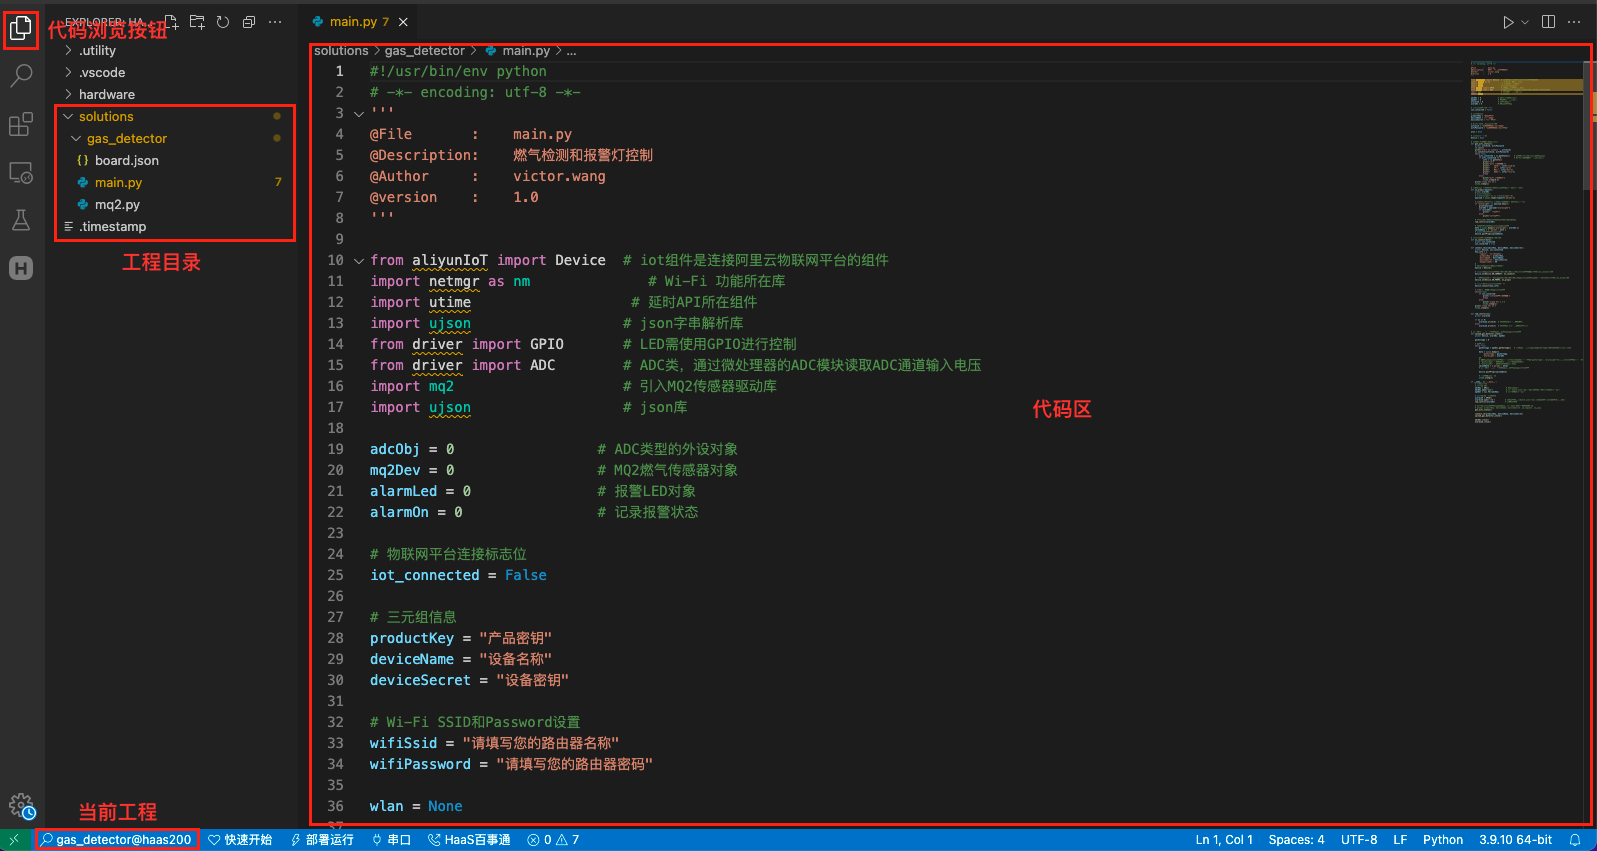 EXPLORER: HA...
代码浏览按钮
.utility
.vscode
hardware
solutions
gas_detector
{} board.json
main.py 7
mq2.py
.timestamp
工程目录
main.py 7
solutions > gas_detector > main.py > ...
1 #!/usr/bin/env python
2 # -*- encoding: utf-8 -*-
3 '''
4 @File : main.py
5 @Description: 燃气检测和报警灯控制
6 @Author : victor.wang
7 @version : 1.0
8 '''
9
10 from aliyunIoT import Device # iot组件是连接阿里云物联网平台的组件
11 import netmgr as nm # Wi-Fi 功能所在库
12 import utime # 延时API所在组件
13 import ujson # json字串解析库
14 from driver import GPIO # LED需使用GPIO进行控制
15 from driver import ADC # ADC类，通过微处理器的ADC模块读取ADC通道输入电压
16 import mq2 # 引入MQ2传感器驱动库
17 import ujson # json库
18
19 adcObj = 0 # ADC类型的外设对象
20 mq2Dev = 0 # MQ2燃气传感器对象
21 alarmLed = 0 # 报警LED对象
22 alarmOn = 0 # 记录报警状态
23
24 # 物联网平台连接标志位
25 iot_connected = False
26
27 # 三元组信息
28 productKey = "产品密钥"
29 deviceName = "设备名称"
30 deviceSecret = "设备密钥"
31
32 # Wi-Fi SSID和Password设置
33 wifiSsid = "请填写您的路由器名称"
34 wifiPassword = "请填写您的路由器密码"
35
36 wlan = None
37
代码区
当前工程
gas_detector@haas200 快速开始 部署运行 串口 HaaS百事通 0 7 Ln 1, Col 1 Spaces: 4 UTF-8 LF Python 3.9.10 64-bit